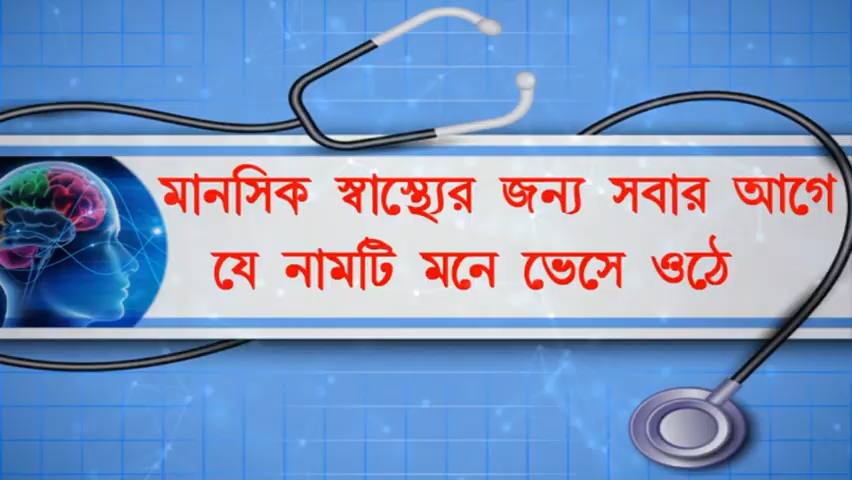 মানসিক স্বাস্থ্যের জন্য সবার আগে
যে নামটি মনে ভেসে ওঠে